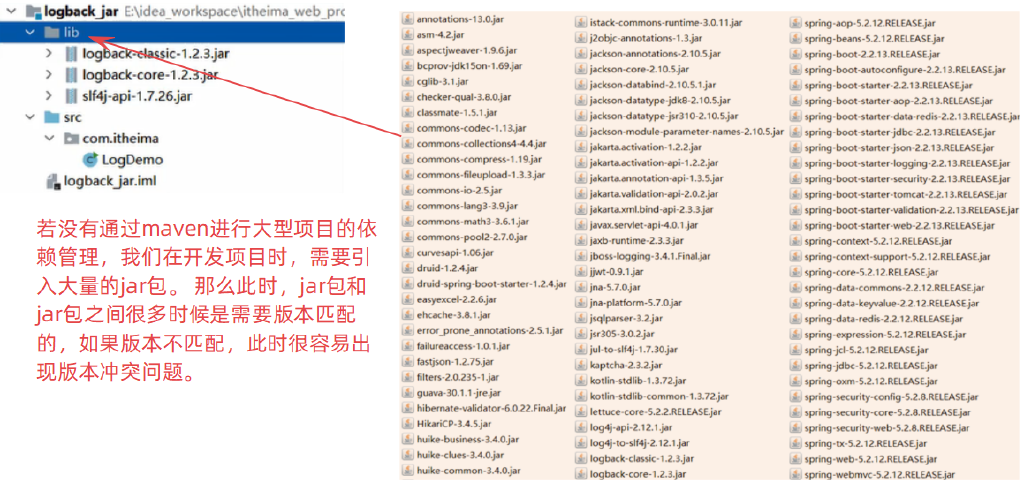 logback_jar E:\idea_workspace\itheima_web_pro
lib
logback-classic-1.2.3.jar
logback-core-1.2.3.jar
slf4j-api-1.7.26.jar
src
com.itheima
LogDemo
logback_jar.iml
若没有通过maven进行大型项目的依
赖管理，我们在开发项目时，需要引
入大量的jar包。 那么此时，jar包和
jar包之间很多时候是需要版本匹配
的，如果版本不匹配，此时很容易出
现版本冲突问题。
annotations-13.0.jar
asm-4.2.jar
aspectjweaver-1.9.6.jar
bcprov-jdk15on-1.69.jar
cglib-3.1.jar
checker-qual-3.8.0.jar
classmate-1.5.1.jar
commons-codec-1.13.jar
commons-collections4-4.4.jar
commons-compress-1.19.jar
commons-fileupload-1.3.3.jar
commons-io-2.5.jar
commons-lang3-3.9.jar
commons-math3-3.6.1.jar
commons-pool2-2.7.0.jar
curvesapi-1.06.jar
druid-1.2.4.jar
druid-spring-boot-starter-1.2.4.jar
easyexcel-2.2.6.jar
ehcache-3.8.1.jar
error_prone_annotations-2.5.1.jar
failureaccess-1.0.1.jar
fastjson-1.2.75.jar
filters-2.0.235-1.jar
guava-30.1.1-jre.jar
hibernate-validator-6.0.22.Final.jar
HikariCP-3.4.5.jar
huike-business-3.4.0.jar
huike-clues-3.4.0.jar
huike-common-3.4.0.jar
istack-commons-runtime-3.0.11.jar
j2objc-annotations-1.3.jar
jackson-annotations-2.10.5.jar
jackson-core-2.10.5.jar
jackson-databind-2.10.5.1.jar
jackson-datatype-jdk8-2.10.5.jar
jackson-datatype-jsr310-2.10.5.jar
jackson-module-parameter-names-2.10.5.jar
jakarta.activation-1.2.2.jar
jakarta.activation-api-1.2.2.jar
jakarta.annotation-api-1.3.5.jar
jakarta.validation-api-2.0.2.jar
jakarta.xml.bind-api-2.3.3.jar
javax.servlet-api-4.0.1.jar
jaxb-runtime-2.3.3.jar
jboss-logging-3.4.1.Final.jar
jjwt-0.9.1.jar
jna-5.7.0.jar
jna-platform-5.7.0.jar
jsqlparser-3.2.jar
jsr305-3.0.2.jar
jul-to-slf4j-1.7.30.jar
kaptcha-2.3.2.jar
kotlin-stdlib-1.3.72.jar
kotlin-stdlib-common-1.3.72.jar
lettuce-core-5.2.2.RELEASE.jar
log4j-api-2.12.1.jar
log4j-to-slf4j-2.12.1.jar
logback-classic-1.2.3.jar
logback-core-1.2.3.jar
spring-aop-5.2.12.RELEASE.jar
spring-beans-5.2.12.RELEASE.jar
spring-boot-2.2.13.RELEASE.jar
spring-boot-autoconfigure-2.2.13.RELEASE.jar
spring-boot-starter-2.2.13.RELEASE.jar
spring-boot-starter-aop-2.2.13.RELEASE.jar
spring-boot-starter-data-redis-2.2.13.RELEASE.jar
spring-boot-starter-jdbc-2.2.13.RELEASE.jar
spring-boot-starter-json-2.2.13.RELEASE.jar
spring-boot-starter-logging-2.2.13.RELEASE.jar
spring-boot-starter-security-2.2.13.RELEASE.jar
spring-boot-starter-tomcat-2.2.13.RELEASE.jar
spring-boot-starter-validation-2.2.13.RELEASE.jar
spring-boot-starter-web-2.2.13.RELEASE.jar
spring-context-5.2.12.RELEASE.jar
spring-context-support-5.2.12.RELEASE.jar
spring-core-5.2.12.RELEASE.jar
spring-data-commons-2.2.12.RELEASE.jar
spring-data-keyvalue-2.2.12.RELEASE.jar
spring-data-redis-2.2.12.RELEASE.jar
spring-expression-5.2.12.RELEASE.jar
spring-jcl-5.2.12.RELEASE.jar
spring-jdbc-5.2.12.RELEASE.jar
spring-oxm-5.2.12.RELEASE.jar
spring-security-config-5.2.8.RELEASE.jar
spring-security-core-5.2.8.RELEASE.jar
spring-security-web-5.2.8.RELEASE.jar
spring-tx-5.2.12.RELEASE.jar
spring-web-5.2.12.RELEASE.jar
spring-webmvc-5.2.12.RELEASE.jar